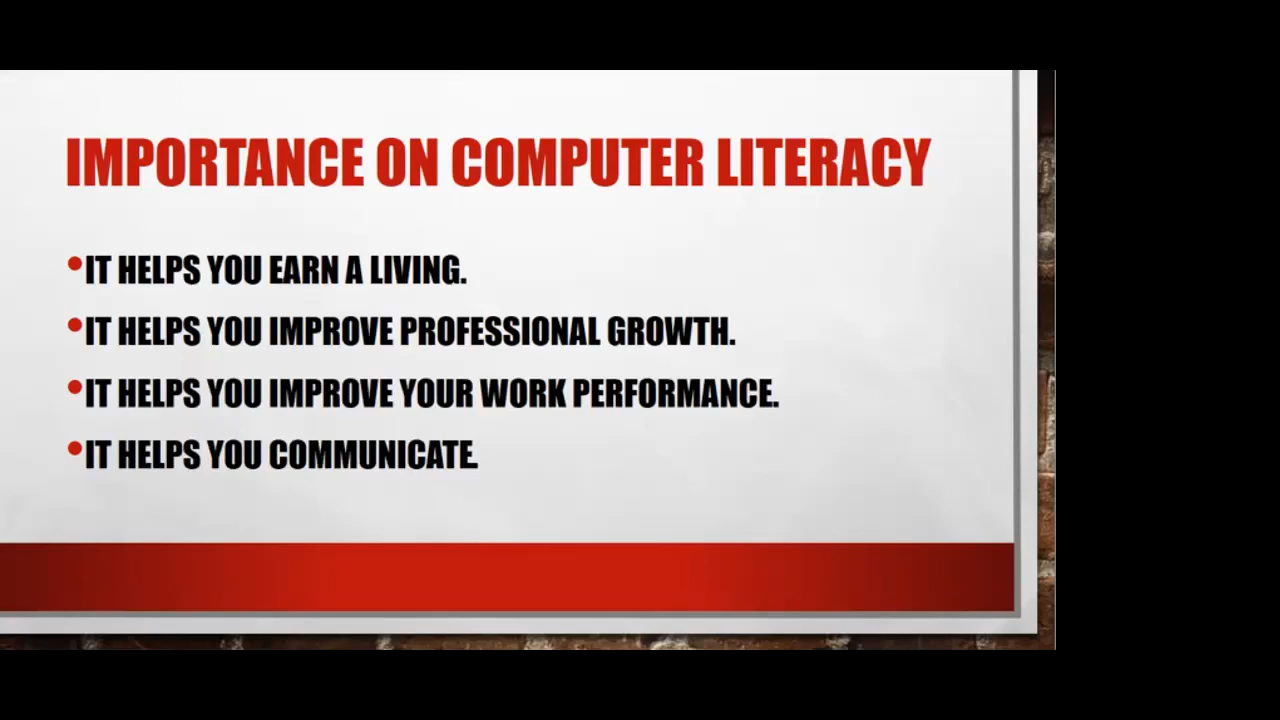 IMPORTANCE ON COMPUTER LITERACY
•IT HELPS YOU EARN A LIVING.
•IT HELPS YOU IMPROVE PROFESSIONAL GROWTH.
•IT HELPS YOU IMPROVE YOUR WORK PERFORMANCE.
•IT HELPS YOU COMMUNICATE.